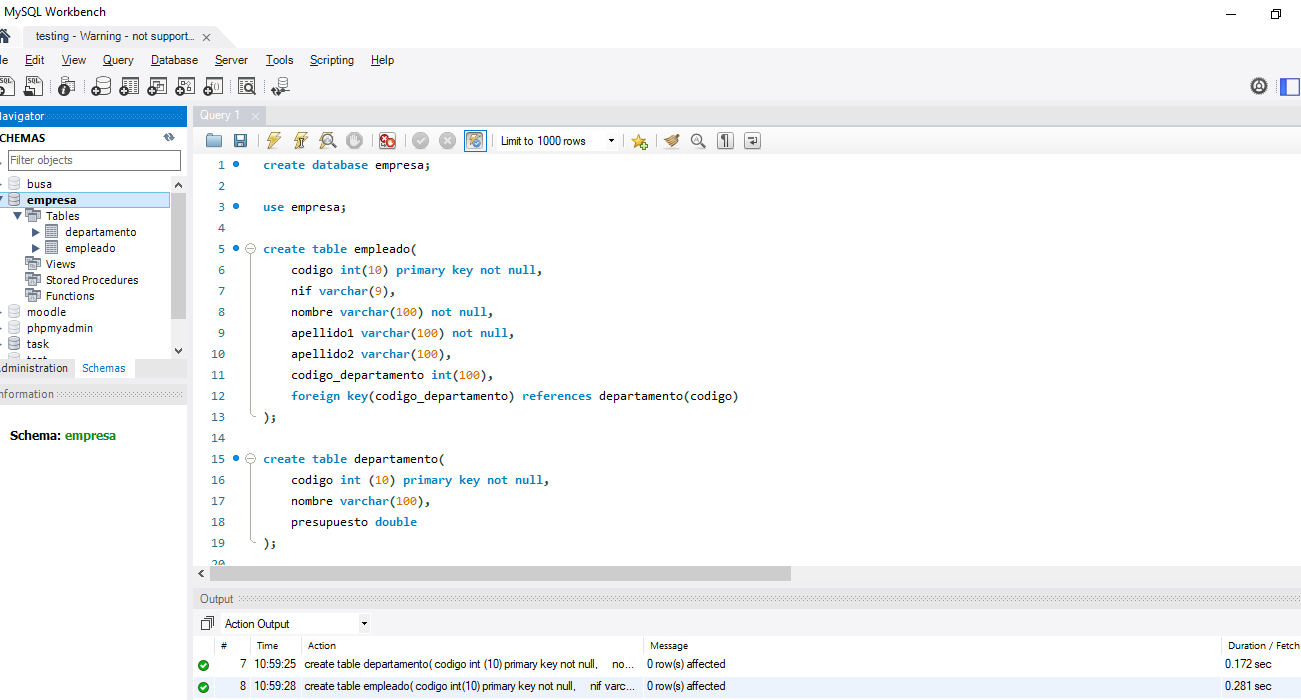 MySQL Workbench
testing - Warning - not support...
le Edit View Query Database Server Tools Scripting Help
Navigator
Query 1
SCHEMAS
Limit to 1000 rows
Filter objects
busa
empresa
Tables
departamento
empleado
Views
Stored Procedures
Functions
moodle
phpmyadmin
task
test
Administration Schemas
Information
Schema: empresa
1 create database empresa;
2
3 use empresa;
4
5 create table empleado(
6 codigo int(10) primary key not null,
7 nif varchar(9),
8 nombre varchar(100) not null,
9 apellido1 varchar(100) not null,
10 apellido2 varchar(100),
11 codigo_departamento int(100),
12 foreign key(codigo_departamento) references departamento(codigo)
13 );
14
15 create table departamento(
16 codigo int (10) primary key not null,
17 nombre varchar(100),
18 presupuesto double
19 );
20
Output
Action Output
# Time Action Message Duration / Fetch
7 10:59:25 create table departamento( codigo int (10) primary key not null, no... 0 row(s) affected 0.172 sec
8 10:59:28 create table empleado( codigo int(10) primary key not null, nif varc... 0 row(s) affected 0.281 sec